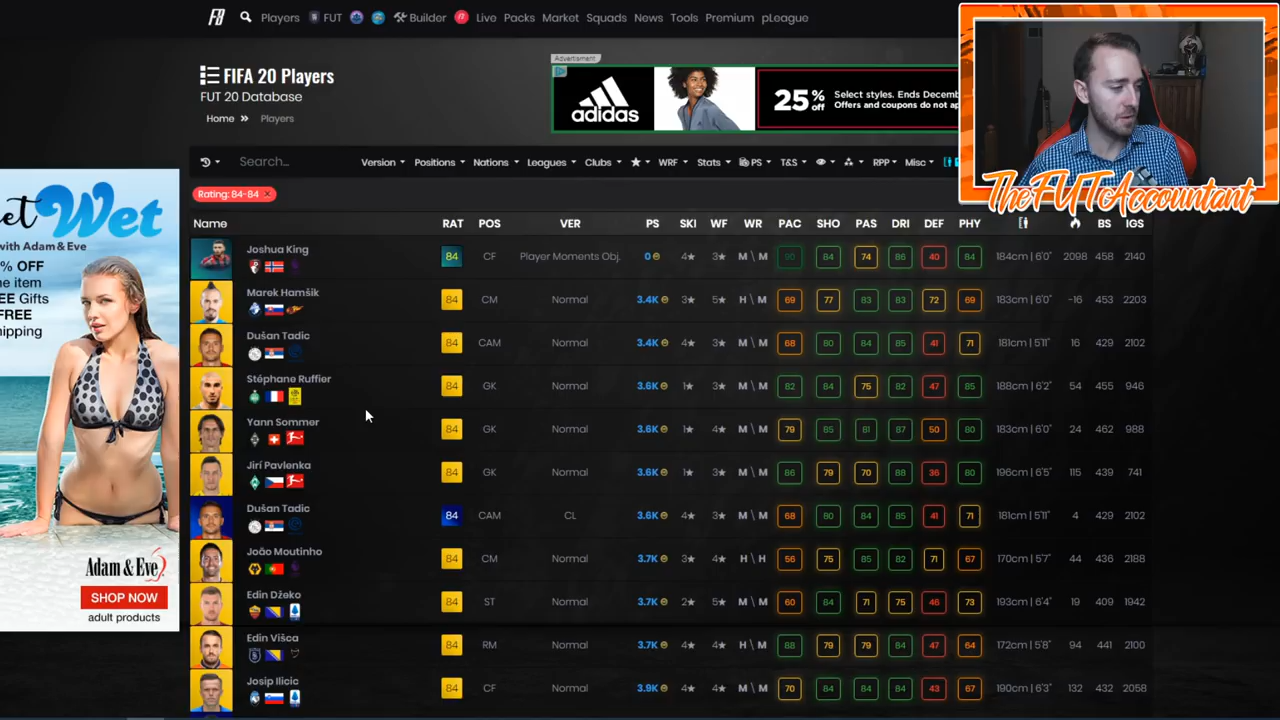 F8 Players FUT Builder Live Packs Market Squads News Tools Premium pLeague
FIFA 20 Players
FUT 20 Database
Home » Players
Advertisment
adidas
25% off
Select styles. Ends Decemb
Offers and coupons do not ap
TheFUTAccountant
Search... Version Positions Nations Leagues Clubs WRF Stats PS T&S RPP Misc
Rating: 84-84 ×
Name RAT POS VER PS SKI WF WR PAC SHO PAS DRI DEF PHY BS IGS
Joshua King 84 CF Player Moments Obj. 0 4★ 3★ M \ M 90 84 74 86 40 84 184cm | 6'0" 2098 458 2140
Marek Hamšík 84 CM Normal 3.4K 3★ 5★ H \ M 69 77 83 83 72 69 183cm | 6'0" -16 453 2203
Dušan Tadic 84 CAM Normal 3.4K 4★ 3★ M \ M 68 80 84 85 41 71 181cm | 5'11" 16 429 2102
Stéphane Ruffier 84 GK Normal 3.6K 1★ 3★ M \ M 82 84 75 82 47 85 188cm | 6'2" 54 455 946
Yann Sommer 84 GK Normal 3.6K 1★ 4★ M \ M 79 85 81 87 50 80 183cm | 6'0" 24 462 988
Jirí Pavlenka 84 GK Normal 3.6K 1★ 3★ M \ M 86 79 70 88 36 80 196cm | 6'5" 115 439 741
Dušan Tadic 84 CAM CL 3.6K 4★ 3★ M \ M 68 80 84 85 41 71 181cm | 5'11" 4 429 2102
João Moutinho 84 CM Normal 3.7K 3★ 4★ H \ H 56 75 85 82 71 67 170cm | 5'7" 44 436 2188
Edin Džeko 84 ST Normal 3.7K 2★ 5★ M \ M 60 84 71 75 46 73 193cm | 6'4" 19 409 1942
Edin Višca 84 RM Normal 3.7K 4★ 4★ H \ M 88 79 79 84 47 64 172cm | 5'8" 94 441 2100
Josip Ilicic 84 CF Normal 3.9K 4★ 4★ M \ M 70 84 84 84 43 67 190cm | 6'3" 132 432 2058
et Wet
with Adam & Eve
% OFF
ne item
EE Gifts
FREE
hipping
Adam & Eve
SHOP NOW
adult products